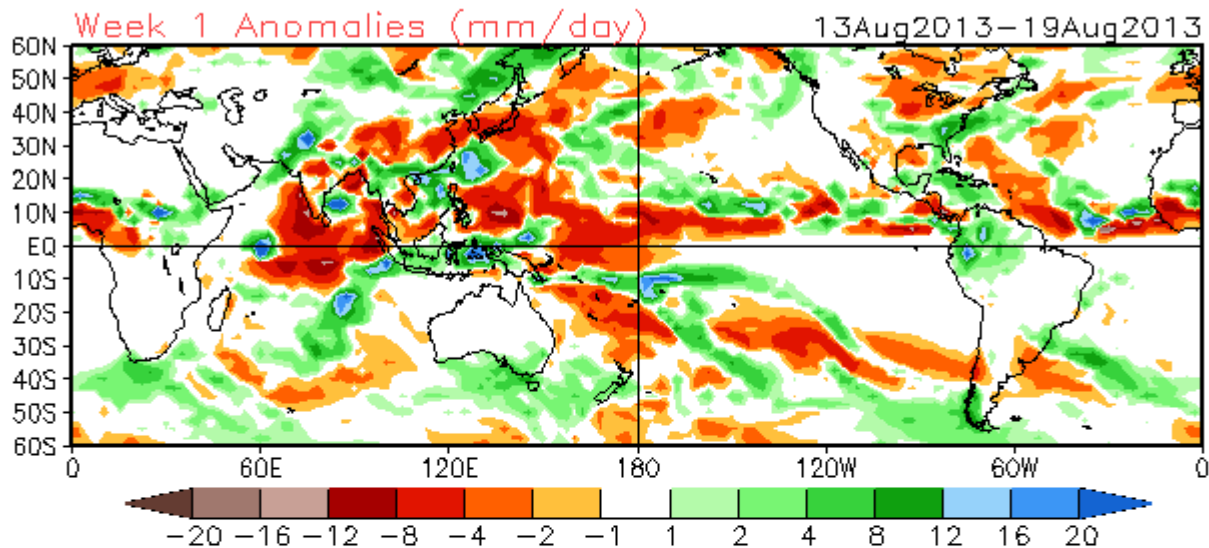 Week 1 Anomalies (mm/day) 13Aug2013-19Aug2013
60N
50N
40N
30N
20N
10N
EQ
10S
20S
30S
40S
50S
60S
0 60E 120E 180 120W 60W 0
-20 -16 -12 -8 -4 -2 -1 1 2 4 8 12 16 20